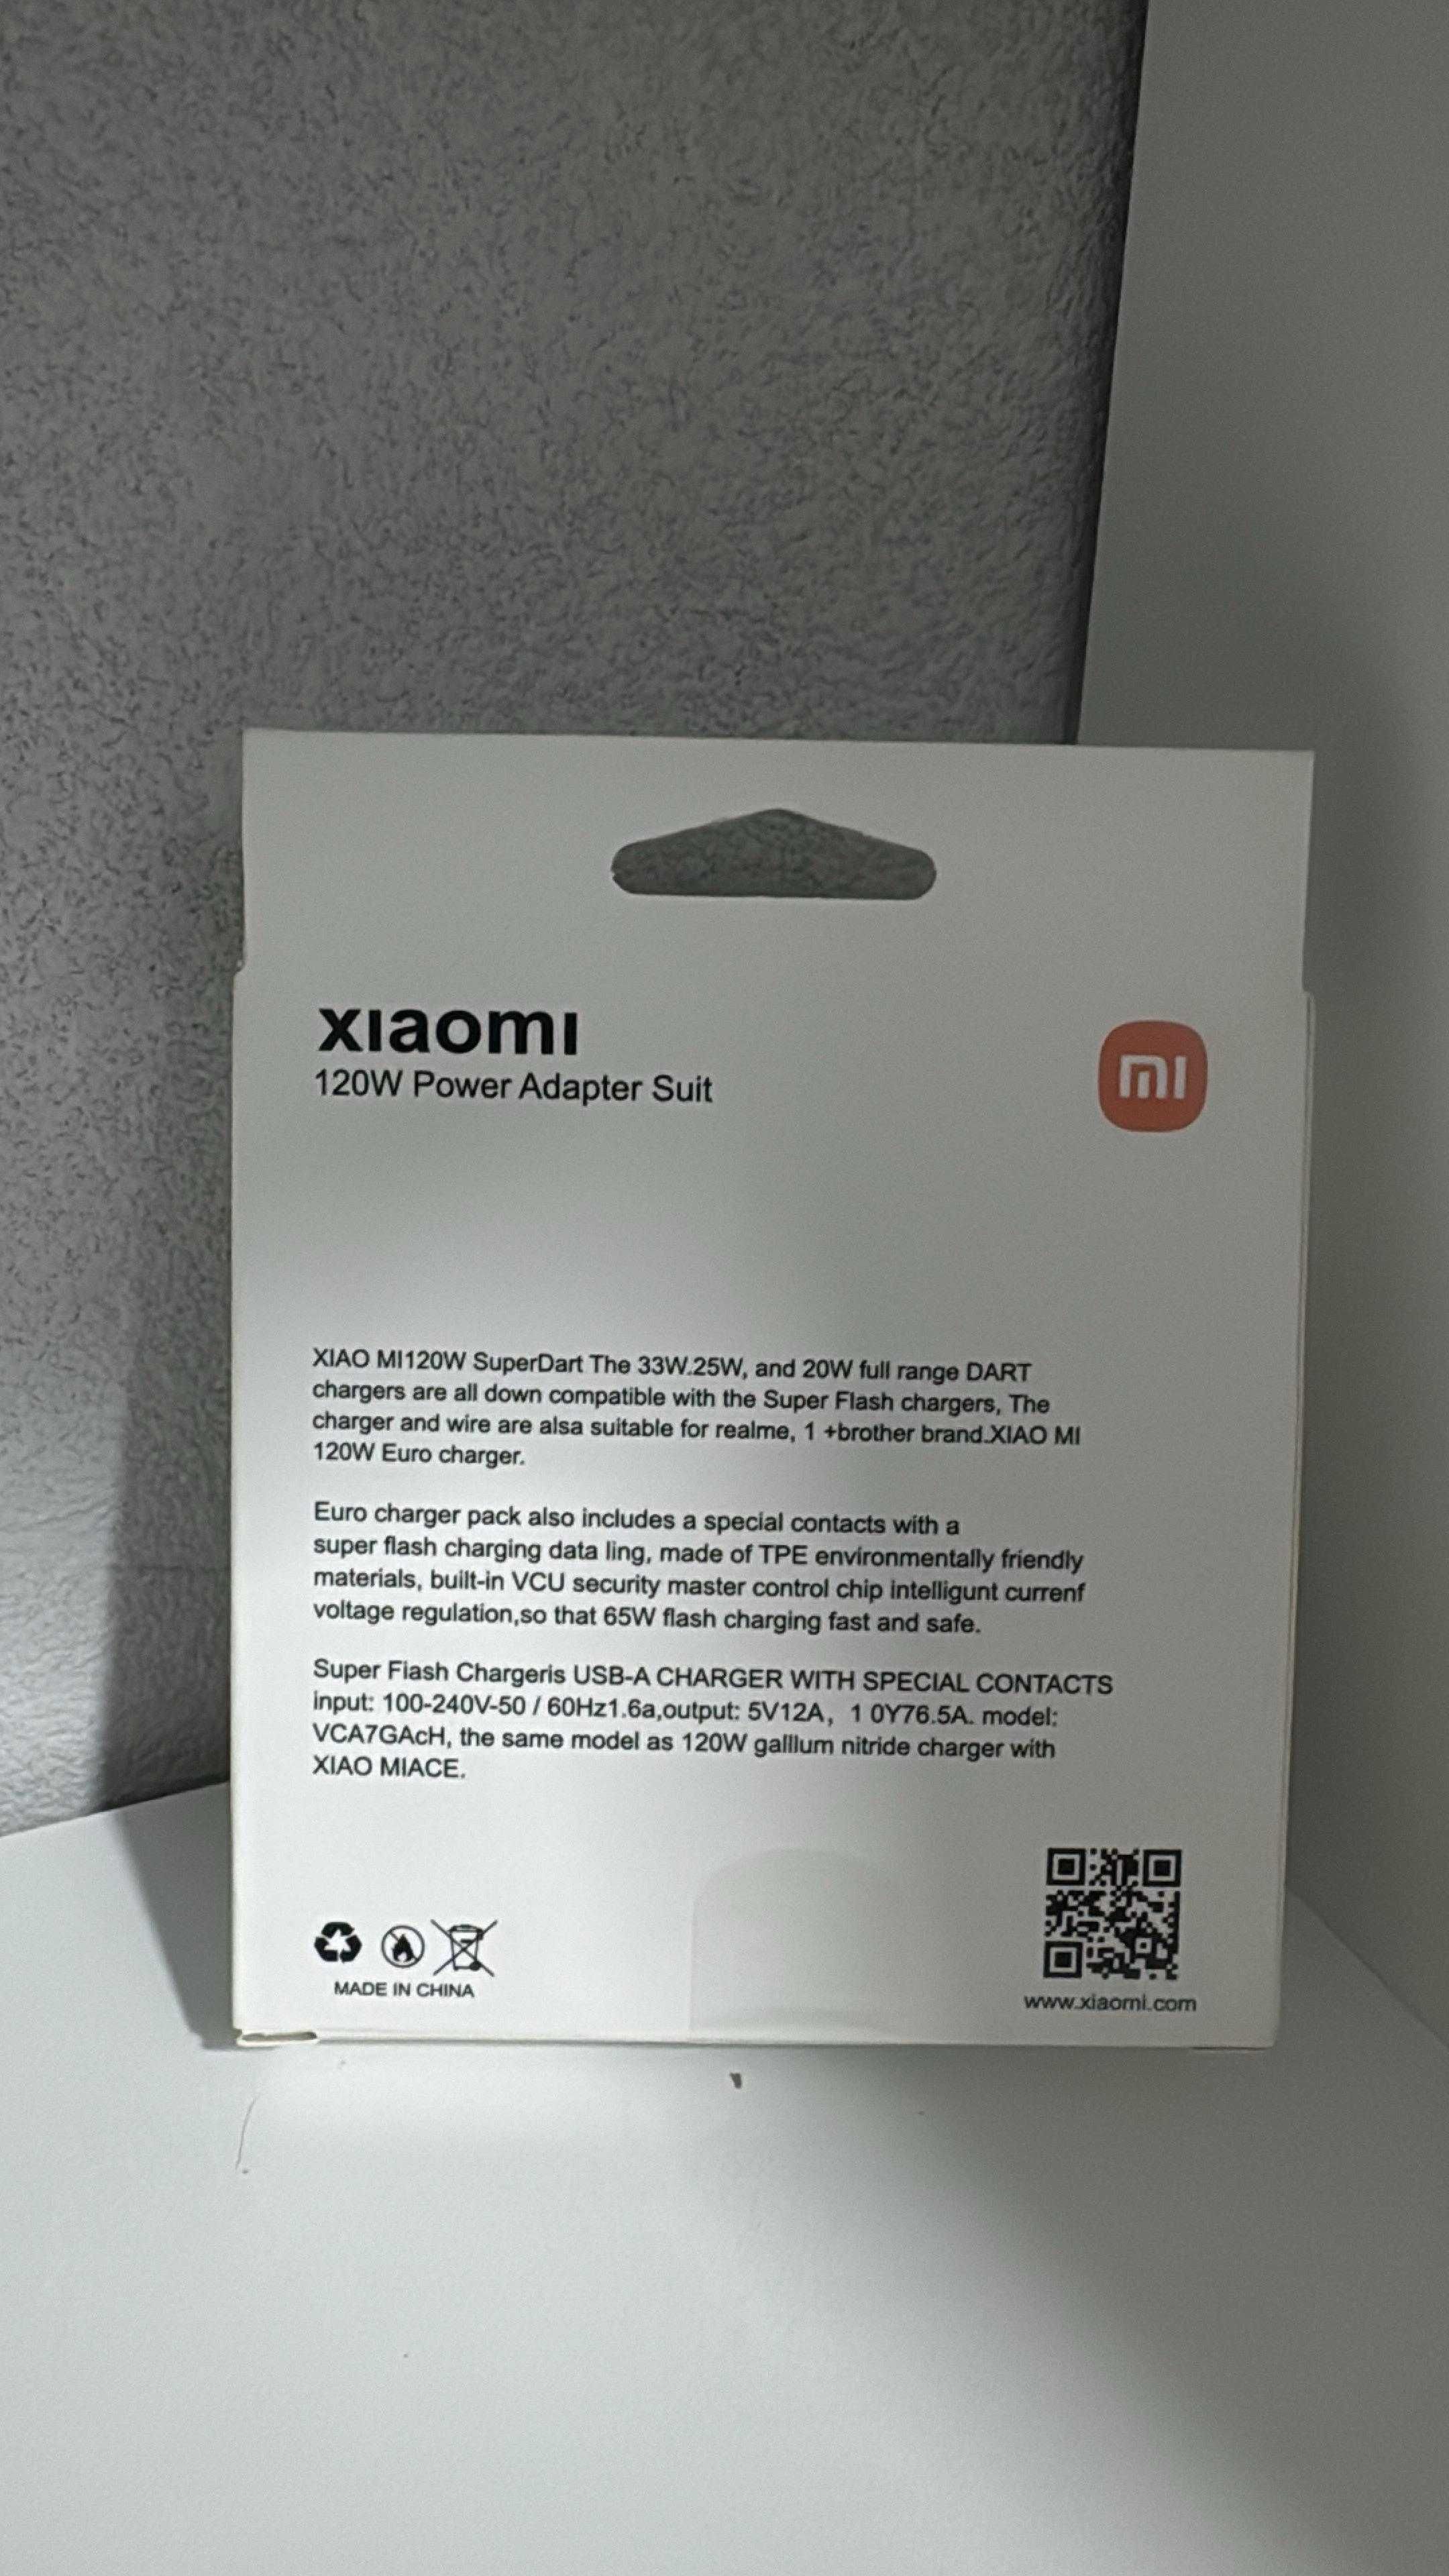 xıaomı
120W Power Adapter Suit
mı
XIAO MI120W SuperDart The 33W.25W, and 20W full range DART
chargers are all down compatible with the Super Flash chargers, The
charger and wire are alsa suitable for realme, 1 +brother brand.XIAO MI
120W Euro charger.
Euro charger pack also includes a special contacts with a
super flash charging data ling, made of TPE environmentally friendly
materials, built-in VCU security master control chip intelligunt currenf
voltage regulation,so that 65W flash charging fast and safe.
Super Flash Chargeris USB-A CHARGER WITH SPECIAL CONTACTS
input: 100-240V-50 / 60Hz1.6a,output: 5V12A, 1 0Y76.5A. model:
VCA7GAcH, the same model as 120W galllum nitride charger with
XIAO MIACE.
MADE IN CHINA
www.xiaomi.com